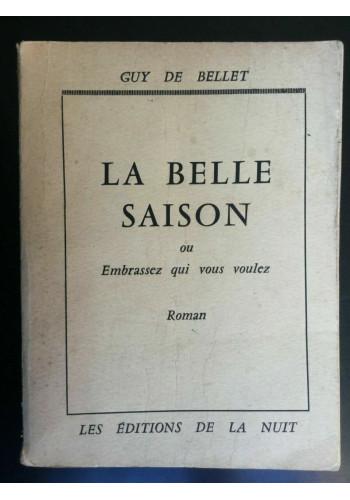 GUY DE BELLET
LA BELLE
SAISON
ou
Embrassez qui vous voulez
Roman
LES ÉDITIONS DE LA NUIT